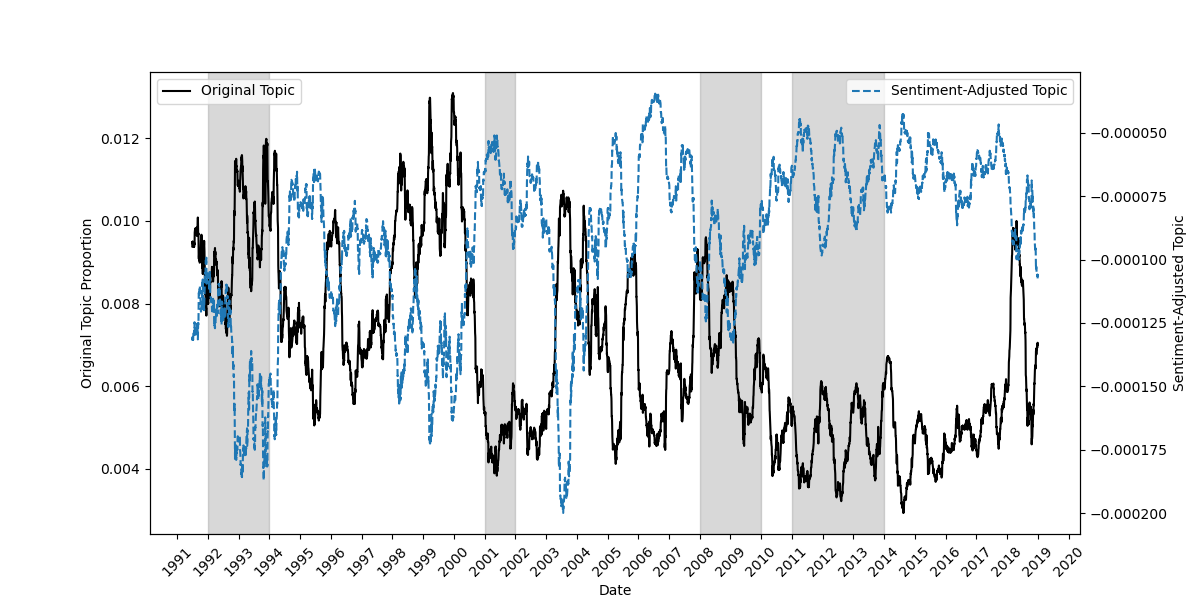 Original Topic
Sentiment-Adjusted Topic
Original Topic Proportion
0.012
0.010
0.008
0.006
0.004
−0.000050
−0.000075
−0.000100
−0.000125
−0.000150
−0.000175
−0.000200
Sentiment-Adjusted Topic
1991 1992 1993 1994 1995 1996 1997 1998 1999 2000 2001 2002 2003 2004 2005 2006 2007 2008 2009 2010 2011 2012 2013 2014 2015 2016 2017 2018 2019 2020
Date